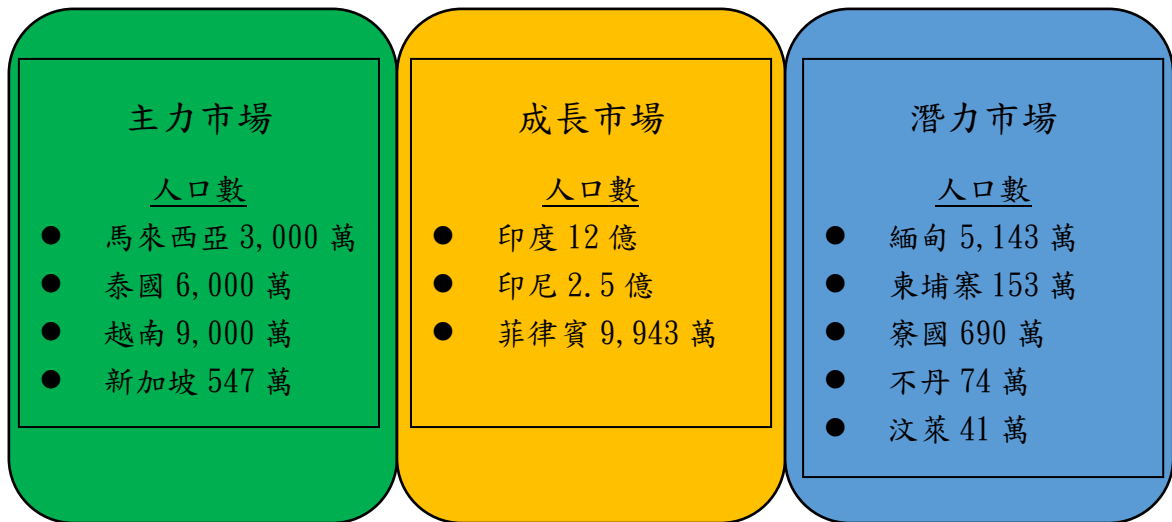 主力市場
人口數
● 馬來西亞 3,000 萬
● 泰國 6,000 萬
● 越南 9,000 萬
● 新加坡 547 萬
成長市場
人口數
● 印度 12 億
● 印尼 2.5 億
● 菲律賓 9,943 萬
潛力市場
人口數
● 緬甸 5,143 萬
● 柬埔寨 153 萬
● 寮國 690 萬
● 不丹 74 萬
● 汶萊 41 萬